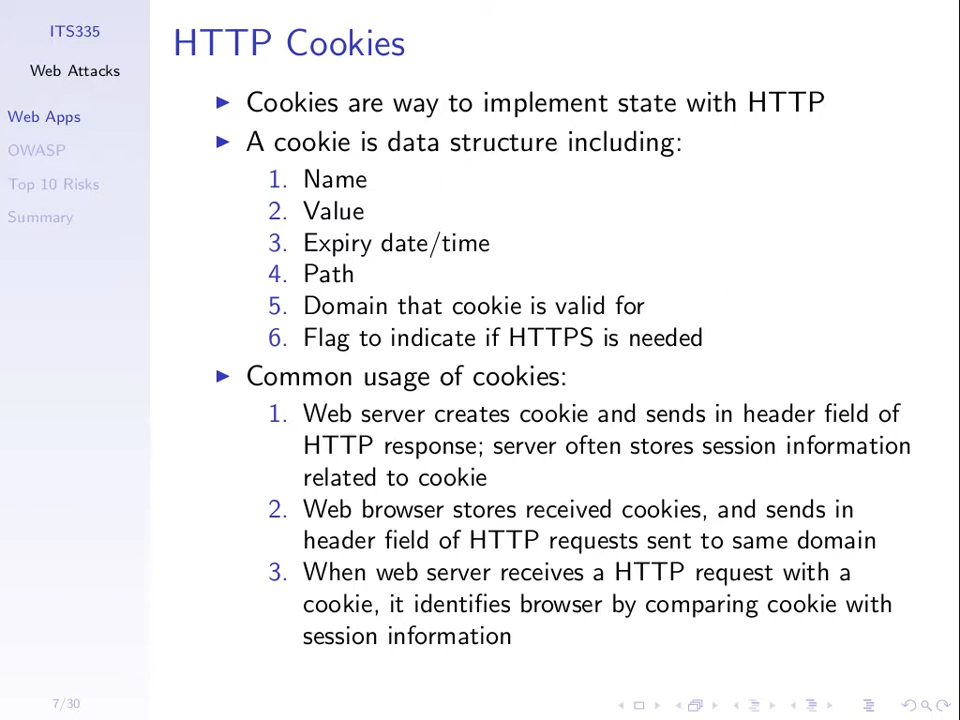 ITS335
Web Attacks
Web Apps
OWASP
Top 10 Risks
Summary
HTTP Cookies
▶ Cookies are way to implement state with HTTP
▶ A cookie is data structure including:
1. Name
2. Value
3. Expiry date/time
4. Path
5. Domain that cookie is valid for
6. Flag to indicate if HTTPS is needed
▶ Common usage of cookies:
1. Web server creates cookie and sends in header field of
HTTP response; server often stores session information
related to cookie
2. Web browser stores received cookies, and sends in
header field of HTTP requests sent to same domain
3. When web server receives a HTTP request with a
cookie, it identifies browser by comparing cookie with
session information
7/30